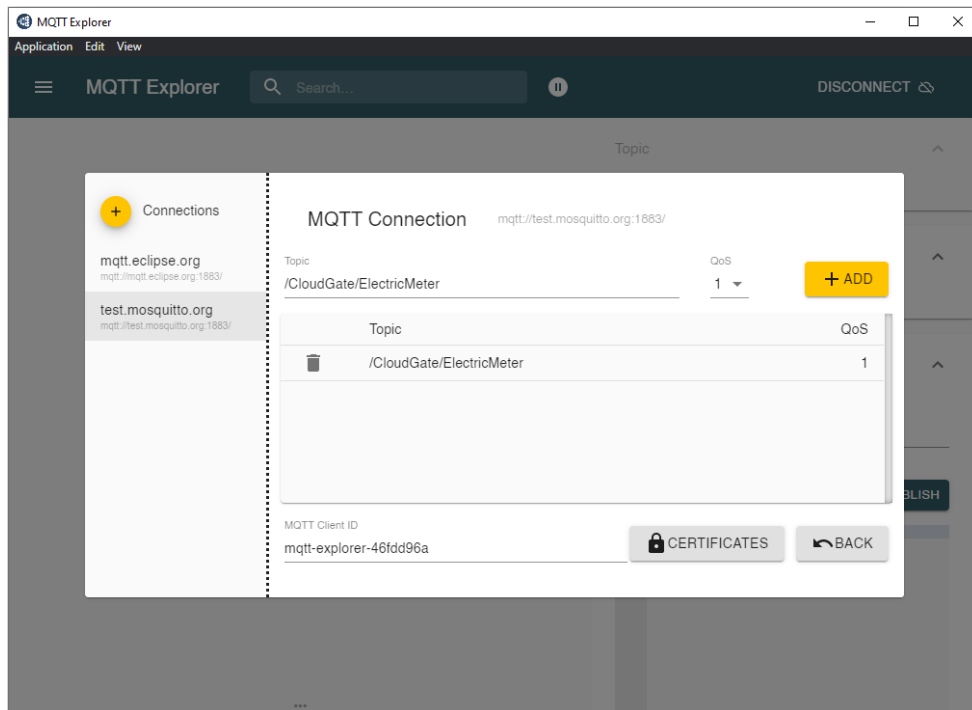 MQTT Explorer
Application Edit View
MQTT Explorer
Search...
DISCONNECT
Topic
Connections
mqtt.eclipse.org
mqtt://mqtt.eclipse.org:1883/
test.mosquitto.org
mqtt://test.mosquitto.org:1883/
MQTT Connection mqtt://test.mosquitto.org:1883/
Topic QoS
/CloudGate/ElectricMeter 1
+ ADD
Topic QoS
/CloudGate/ElectricMeter 1
BLISH
MQTT Client ID
mqtt-explorer-46fdd96a
CERTIFICATES
BACK